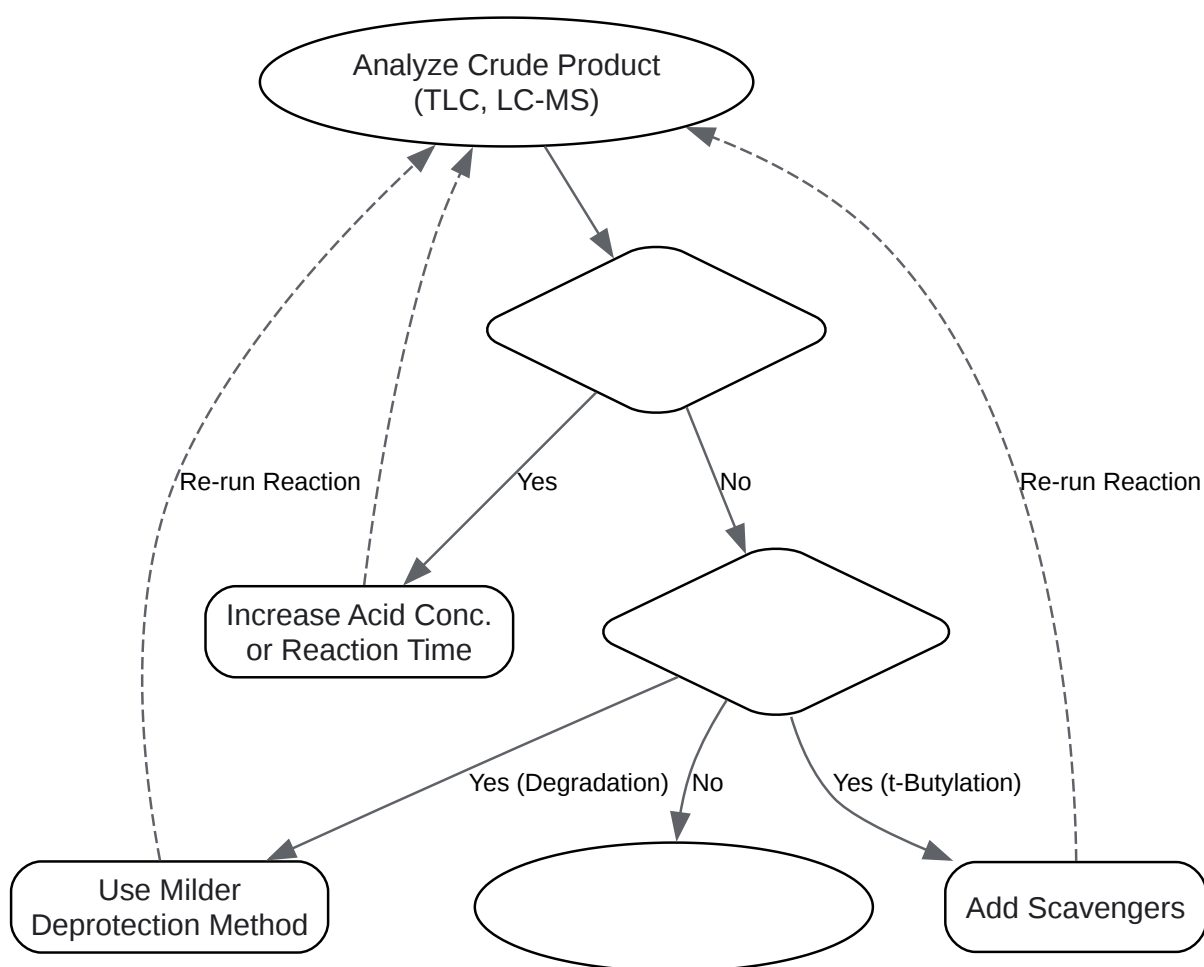 Analyze Crude Product
(TLC, LC-MS)
Re-run Reaction
Yes
No
Re-run Reaction
Increase Acid Conc.
or Reaction Time
Yes (Degradation)
No
Yes (t-Butylation)
Use Milder
Deprotection Method
Add Scavengers